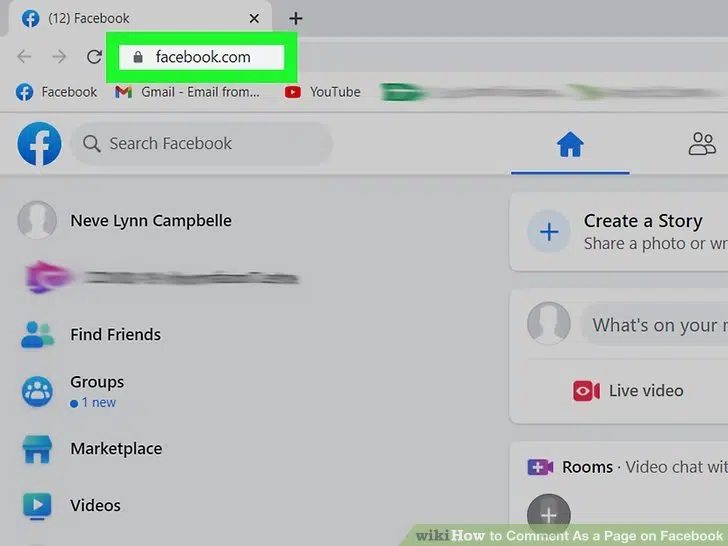 (12) Facebook
facebook.com
Facebook
Gmail - Email from...
YouTube
Search Facebook
Neve Lynn Campbelle
Create a Story
Share a photo or wr
Find Friends
What's on your
Groups
1 new
Live video
Marketplace
Rooms · Video chat wit
Videos
wikiHow to Comment As a Page on Facebook